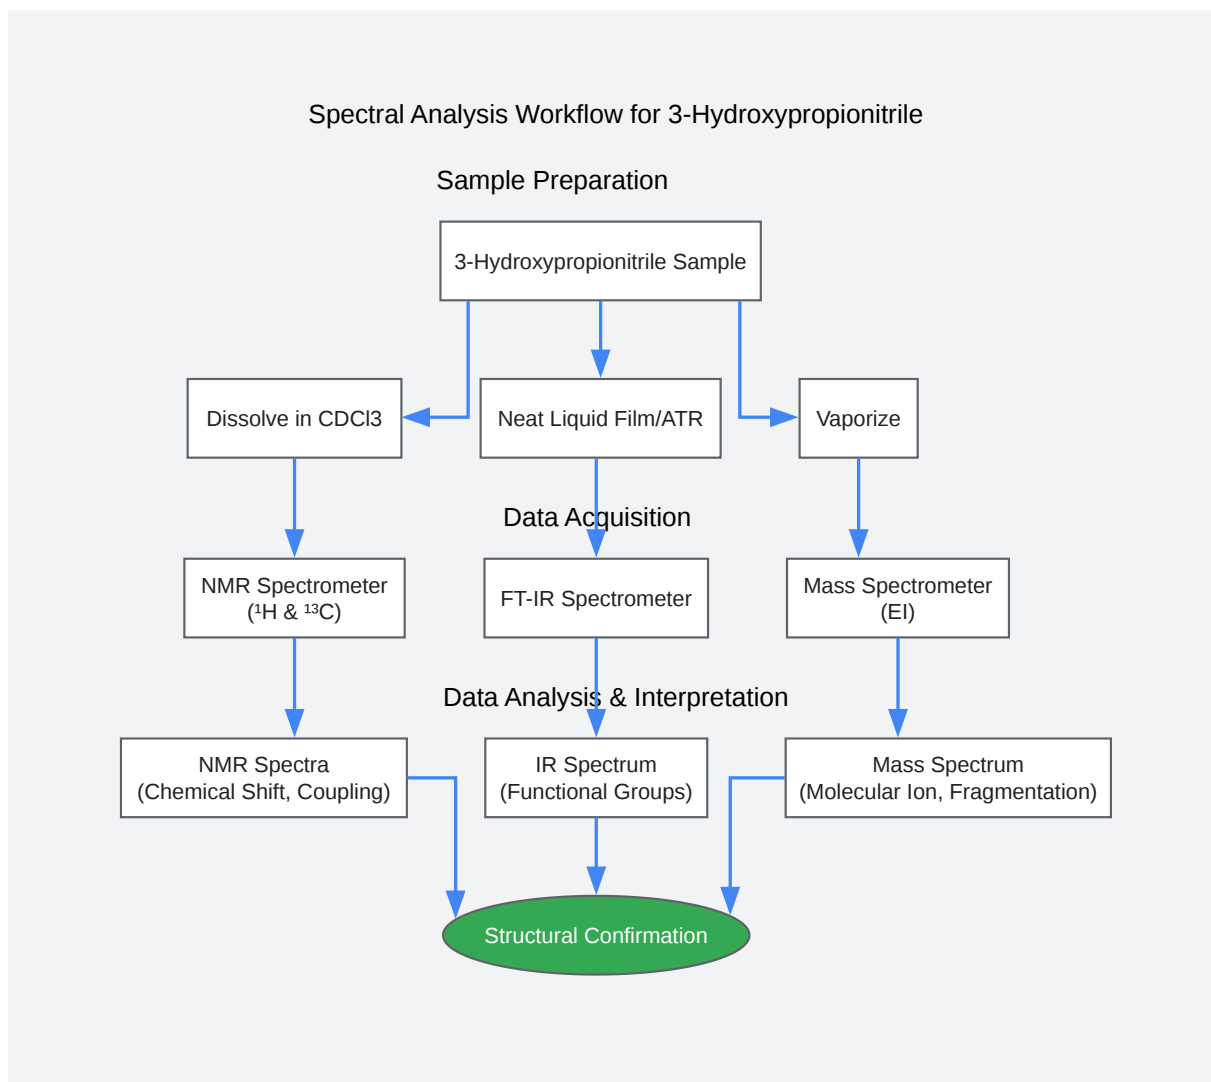 Spectral Analysis Workflow for 3-Hydroxypropionitrile
Sample Preparation
3-Hydroxypropionitrile Sample
Dissolve in CDCl3
Neat Liquid Film/ATR
Vaporize
Data Acquisition
NMR Spectrometer
(¹H & ¹³C)
FT-IR Spectrometer
Mass Spectrometer
(EI)
Data Analysis & Interpretation
NMR Spectra
(Chemical Shift, Coupling)
IR Spectrum
(Functional Groups)
Mass Spectrum
(Molecular Ion, Fragmentation)
Structural Confirmation